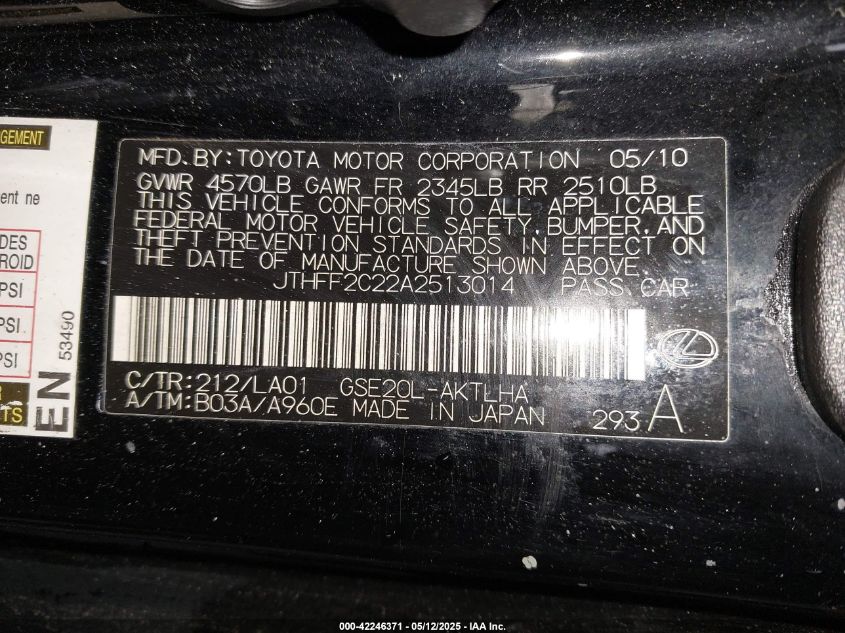 MFD.BY:TOYOTA MOTOR CORPORATION 05/10
GVWR 4570LB GAWR FR 2345LB RR 2510LB
THIS VEHICLE CONFORMS TO ALL APPLICABLE
FEDERAL MOTOR VEHICLE SAFETY,BUMPER,AND
THEFT PREVENTION STANDARDS IN EFFECT ON
THE DATE OF MANUFACTURE SHOWN ABOVE.
JTHFF2C22A2513014 PASS.CAR
C/TR:212/LA01 GSE20L-AKTLHA
A/TM:B03A/A960E MADE IN JAPAN 293 A
GEMENT
ent ne
DES
ROID
PSI
PSI
PSI
R
TS
EN 53490
000-42246371 - 05/12/2025 - IAA Inc.